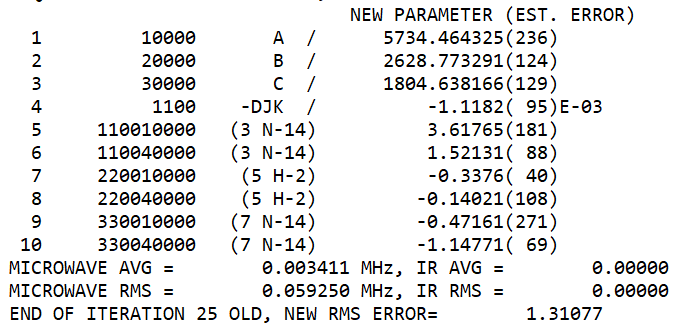 NEW PARAMETER (EST. ERROR)
1 10000 A / 5734.464325(236)
2 20000 B / 2628.773291(124)
3 30000 C / 1804.638166(129)
4 1100 -DJK / -1.1182( 95)E-03
5 110010000 (3 N-14) 3.61765(181)
6 110040000 (3 N-14) 1.52131( 88)
7 220010000 (5 H-2) -0.3376( 40)
8 220040000 (5 H-2) -0.14021(108)
9 330010000 (7 N-14) -0.47161(271)
10 330040000 (7 N-14) -1.14771( 69)
MICROWAVE AVG = 0.003411 MHz, IR AVG = 0.00000
MICROWAVE RMS = 0.059250 MHz, IR RMS = 0.00000
END OF ITERATION 25 OLD, NEW RMS ERROR= 1.31077